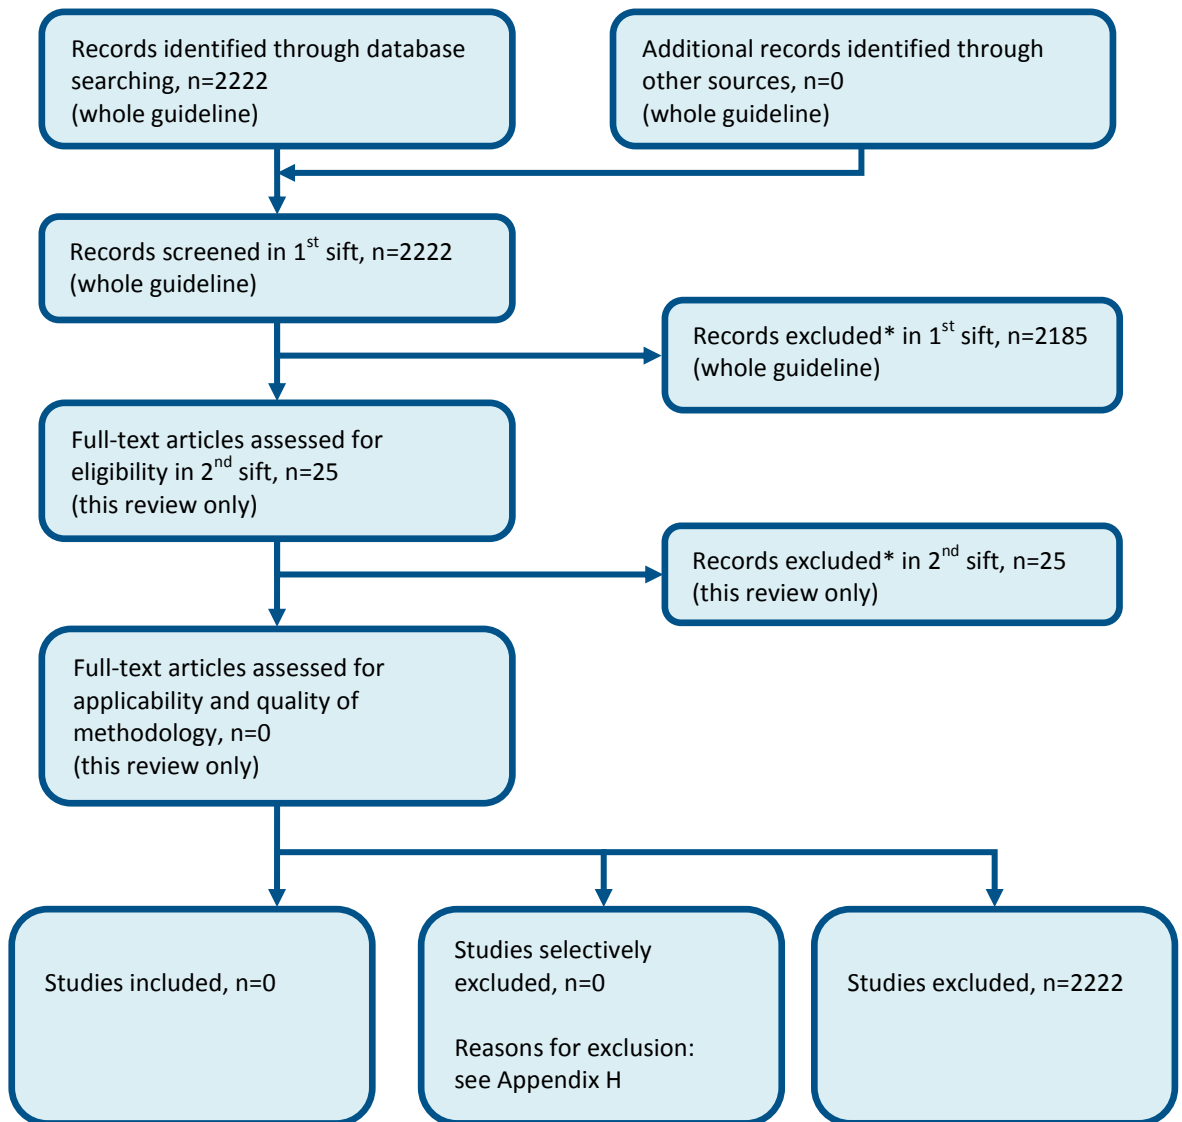 Records identified through database
searching, n=2222
(whole guideline)
Additional records identified through
other sources, n=0
(whole guideline)
Records screened in 1st sift, n=2222
(whole guideline)
Records excluded* in 1st sift, n=2185
(whole guideline)
Full-text articles assessed for
eligibility in 2nd sift, n=25
(this review only)
Records excluded* in 2nd sift, n=25
(this review only)
Full-text articles assessed for
applicability and quality of
methodology, n=0
(this review only)
Studies included, n=0
Studies selectively
excluded, n=0
Reasons for exclusion:
see Appendix H
Studies excluded, n=2222